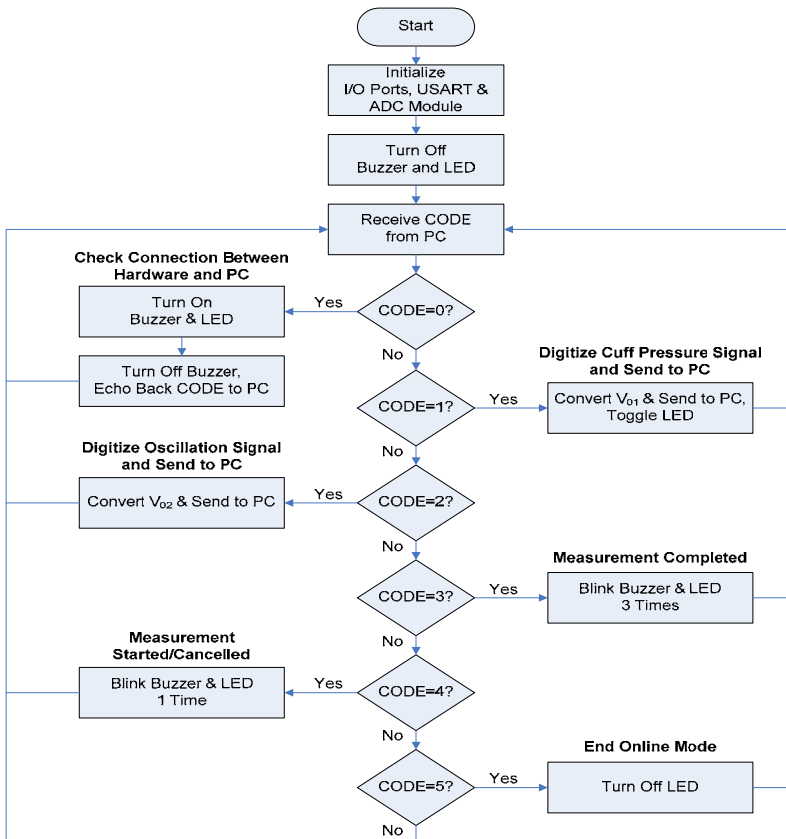 Start
Initialize
I/O Ports, USART &
ADC Module
Turn Off
Buzzer and LED
Receive CODE
from PC
Check Connection Between
Hardware and PC
Turn On
Buzzer & LED
Yes
CODE=0?
No
Turn Off Buzzer,
Echo Back CODE to PC
Digitize Cuff Pressure Signal
and Send to PC
CODE=1?
Yes
Convert V₀₁ & Send to PC,
Toggle LED
No
Digitize Oscillation Signal
and Send to PC
Convert V₀₂ & Send to PC
Yes
CODE=2?
No
Measurement Completed
CODE=3?
Yes
Blink Buzzer & LED
3 Times
No
Measurement
Started/Cancelled
Blink Buzzer & LED
1 Time
Yes
CODE=4?
No
End Online Mode
CODE=5?
Yes
Turn Off LED
No